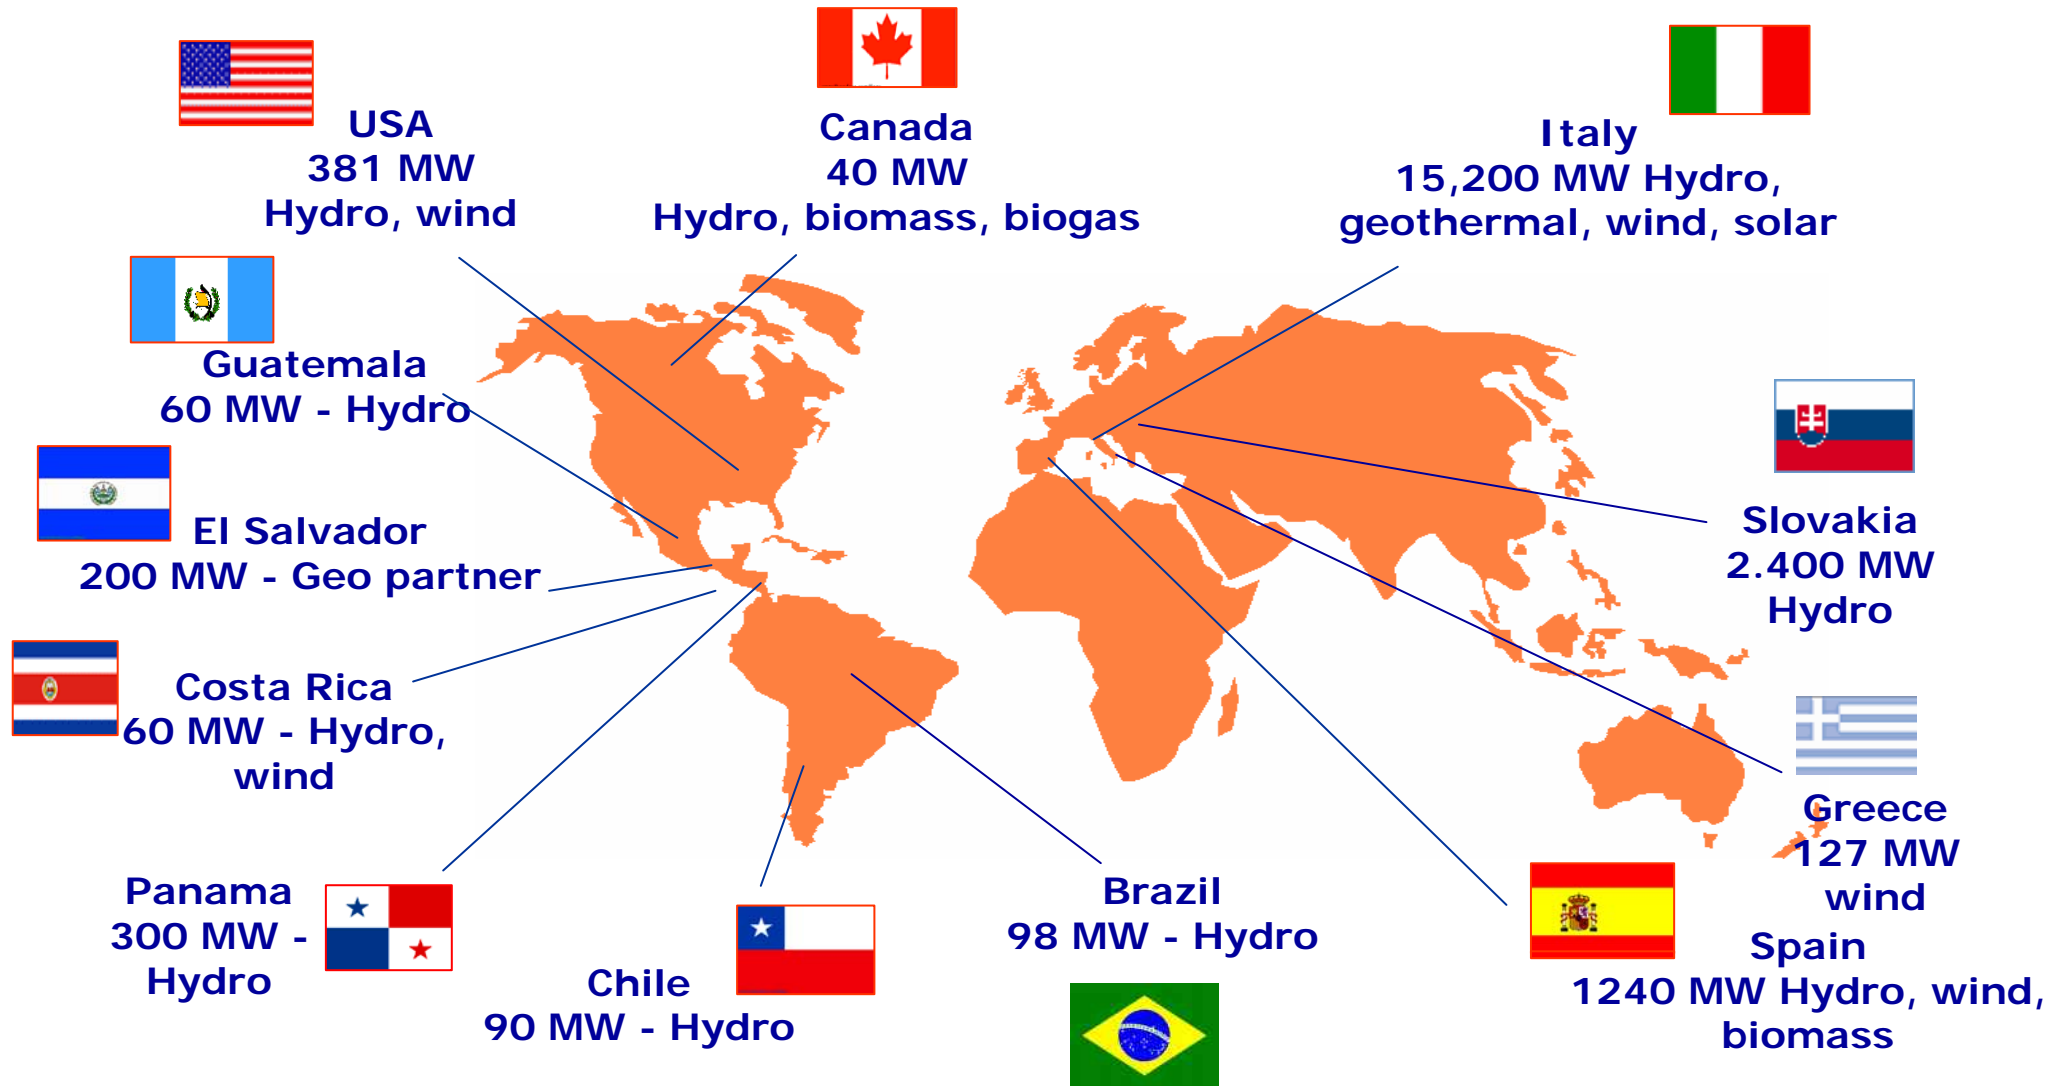 USA
381 MW
Hydro, wind
Canada
40 MW
Hydro, biomass, biogas
Italy
15,200 MW Hydro,
geothermal, wind, solar
Guatemala
60 MW - Hydro
El Salvador
200 MW - Geo partner
Costa Rica
60 MW - Hydro,
wind
Panama
300 MW -
Hydro
Chile
90 MW - Hydro
Brazil
98 MW - Hydro
Slovakia
2.400 MW
Hydro
Greece
127 MW
wind
Spain
1240 MW Hydro, wind,
biomass